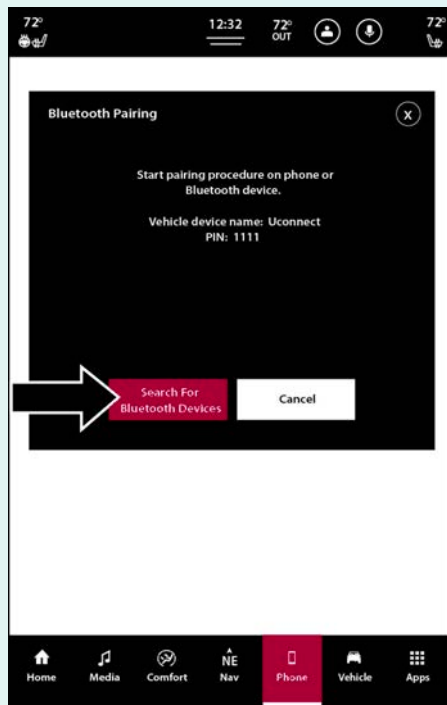 72° 12:32 72° 72°
OUT
Bluetooth Pairing X
Start pairing procedure on phone or
Bluetooth device.
Vehicle device name: Uconnect
PIN: 1111
Search For
Bluetooth Devices
Cancel
NE
Home Media Comfort Nav Phone Vehicle Apps